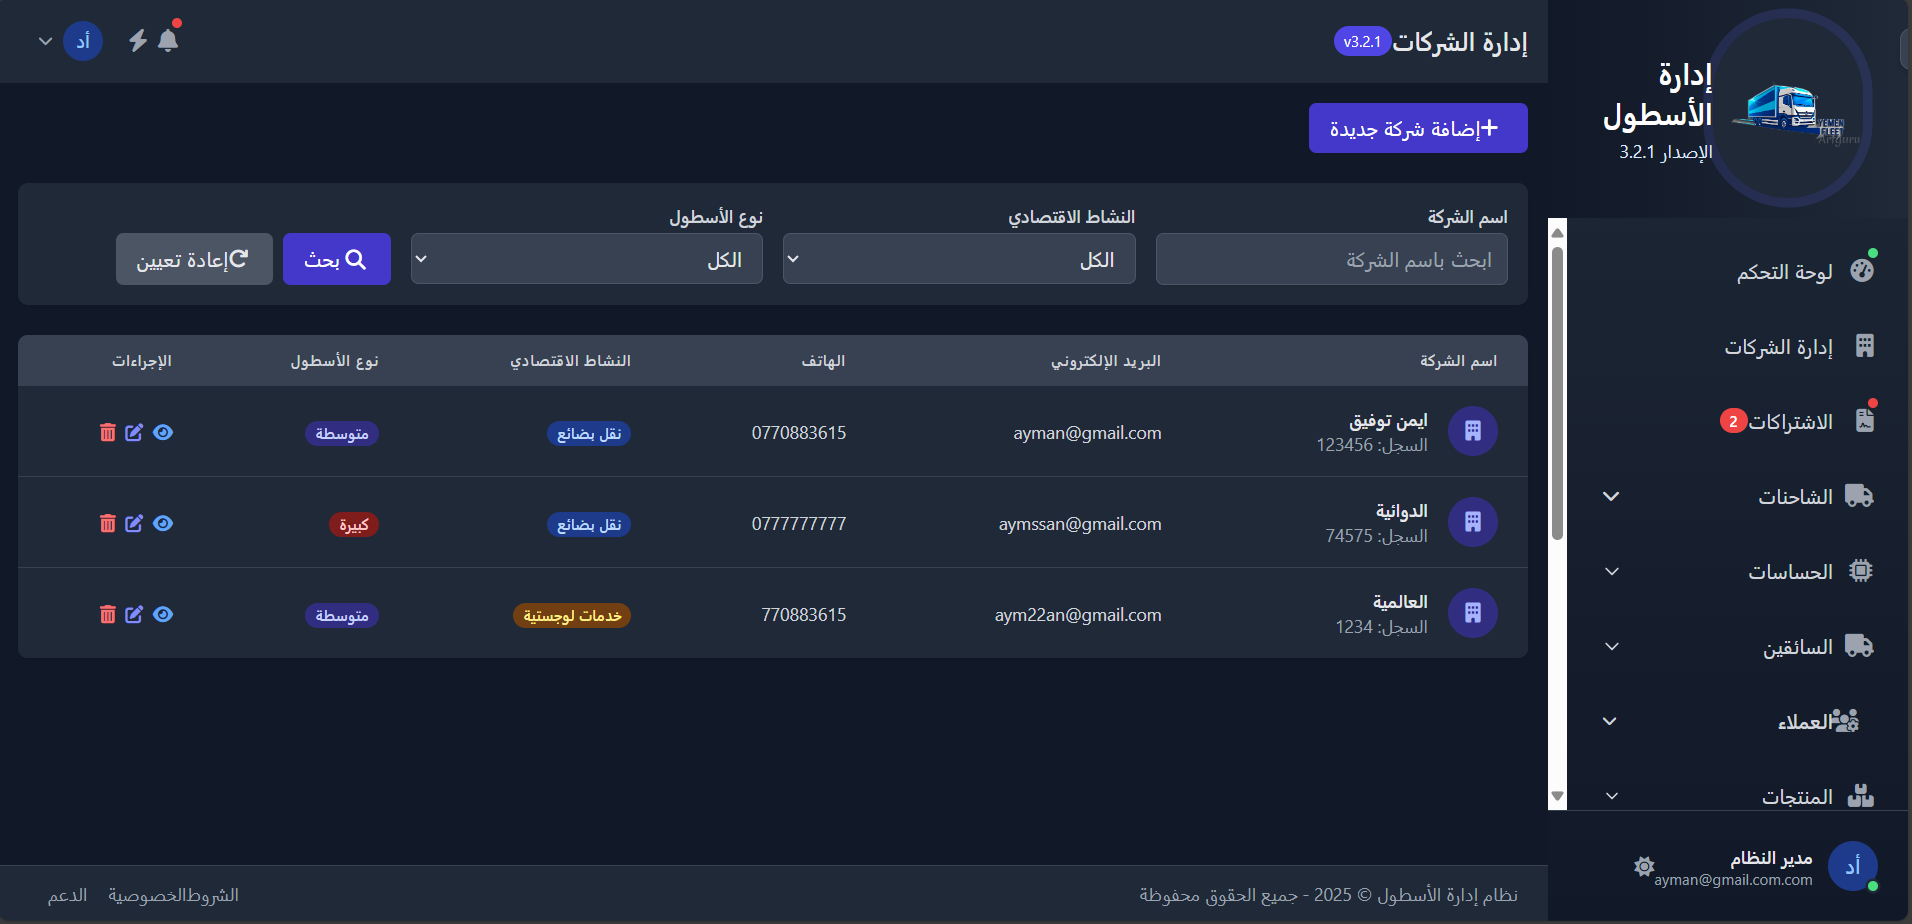 إدارة الأسطول
الإصدار 3.2.1
YEMEN FLEET
Artguru
لوحة التحكم
إدارة الشركات
الاشتراكات 2
الشاحنات
الحساسات
السائقين
العملاء
المنتجات
أد
مدير النظام
ayman@gmail.com.com
إدارة الشركات v3.2.1
أد
إضافة شركة جديدة
اسم الشركة
ابحث باسم الشركة
النشاط الاقتصادي
الكل
نوع الأسطول
الكل
بحث
إعادة تعيين
اسم الشركة البريد الإلكتروني الهاتف النشاط الاقتصادي نوع الأسطول الإجراءات
ايمن توفيق
السجل: 123456
ayman@gmail.com 0770883615 نقل بضائع متوسطة
الدوائية
السجل: 74575
aymssan@gmail.com 0777777777 نقل بضائع كبيرة
العالمية
السجل: 1234
aym22an@gmail.com 770883615 خدمات لوجستية متوسطة
نظام إدارة الأسطول © 2025 - جميع الحقوق محفوظة
الشروط الخصوصية الدعم